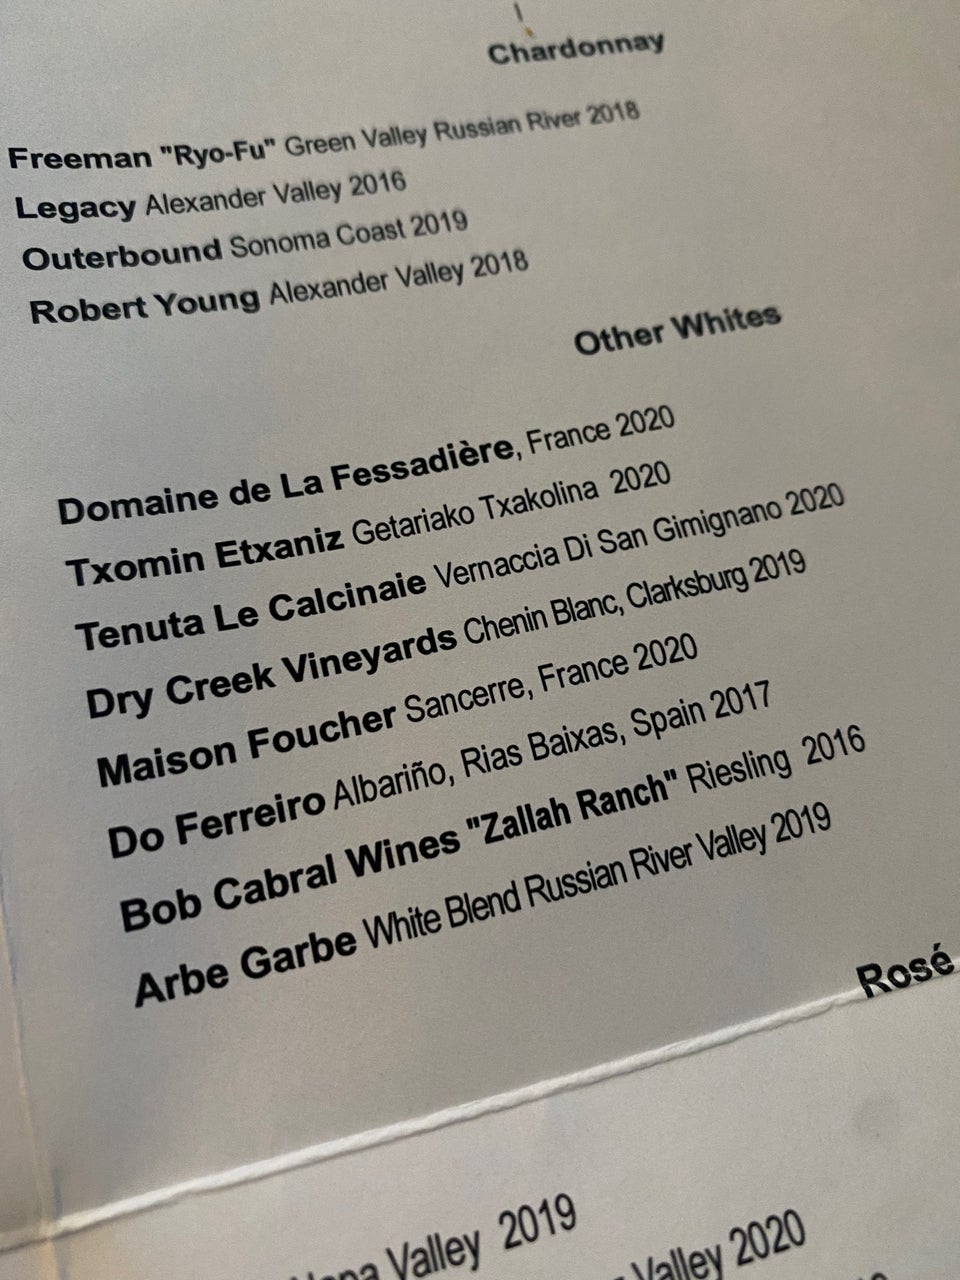 Chardonnay
Freeman "Ryo-Fu" Green Valley Russian River 2018
Legacy Alexander Valley 2016
Outerbound Sonoma Coast 2019
Robert Young Alexander Valley 2018
Other Whites
Domaine de La Fessadière, France 2020
Txomin Etxaniz Getariako Txakolina 2020
Tenuta Le Calcinaie Vernaccia Di San Gimignano 2020
Dry Creek Vineyards Chenin Blanc, Clarksburg 2019
Maison Foucher Sancerre, France 2020
Do Ferreiro Albariño, Rias Baixas, Spain 2017
Bob Cabral Wines "Zallah Ranch" Riesling 2016
Arbe Garbe White Blend Russian River Valley 2019
Rosé
Valley 2019
Valley 2020